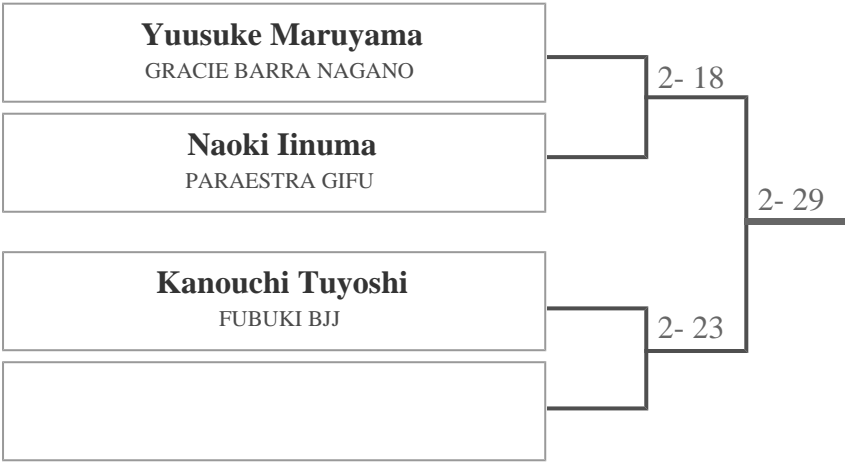 Yuusuke Maruyama
GRACIE BARRA NAGANO
2- 18
Naoki Iinuma
PARAESTRA GIFU
2- 29
Kanouchi Tuyoshi
FUBUKI BJJ
2- 23